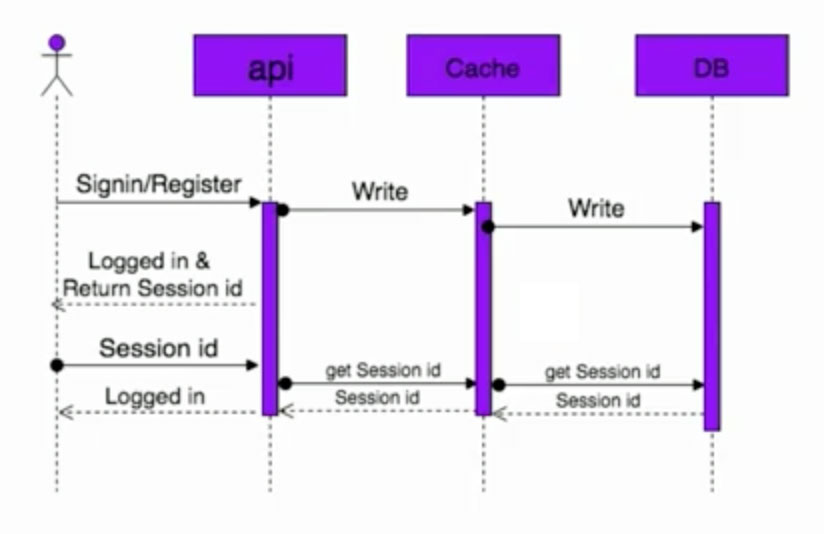 api
Cache
DB
Signin/Register
Write
Write
Logged in &
Return Session id
Session id
get Session id
get Session id
Logged in
Session id
Session id